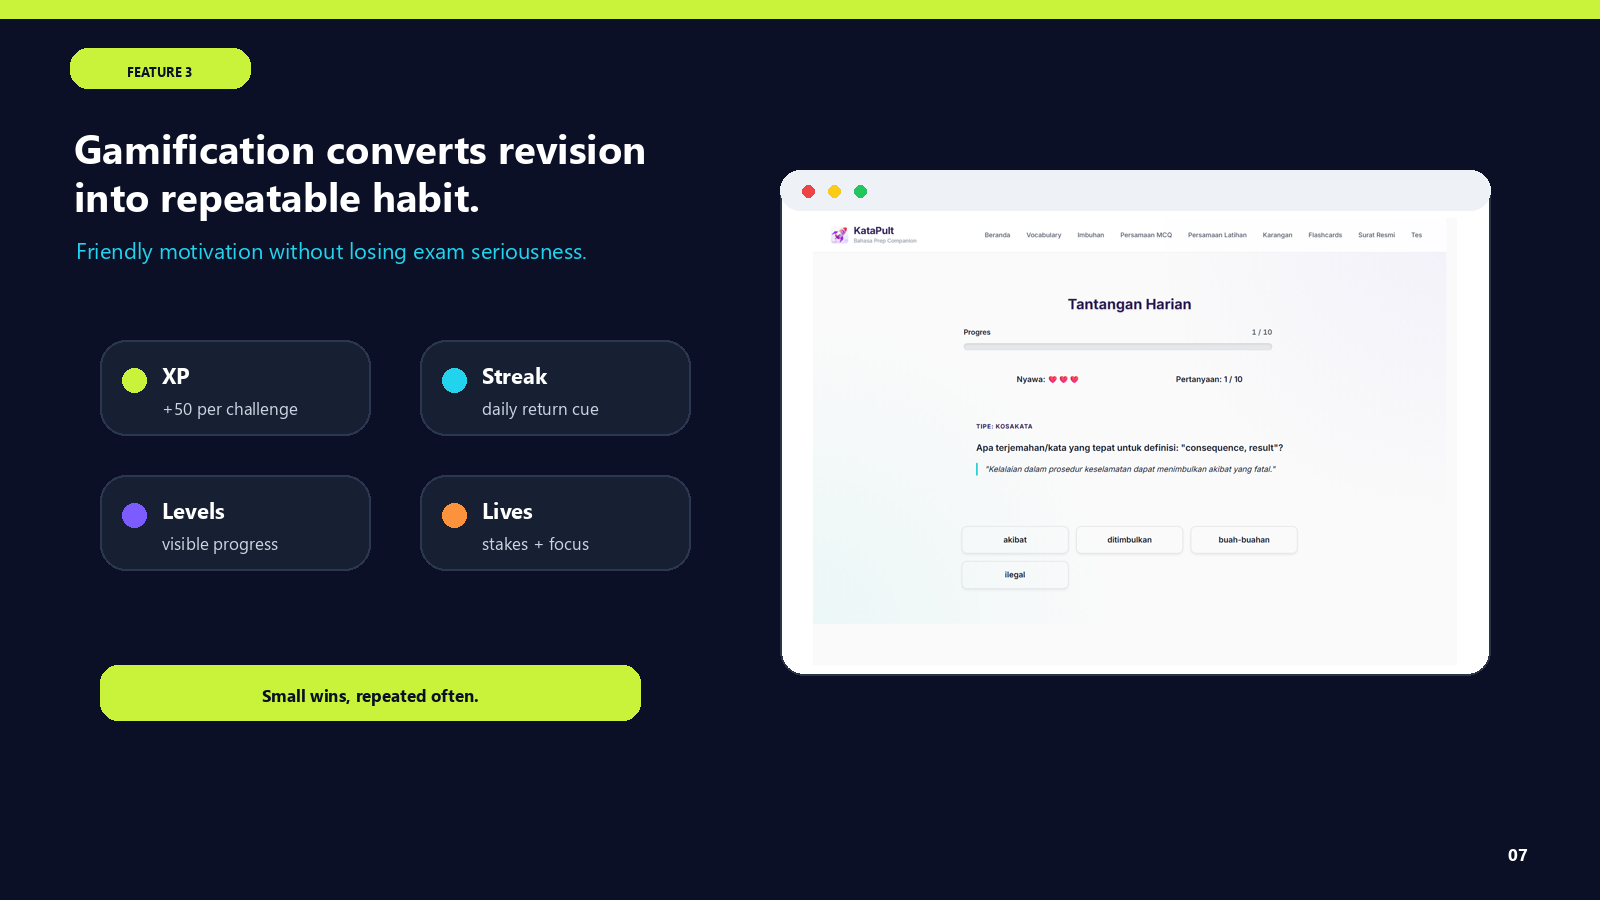 FEATURE 3
Gamification converts revision
into repeatable habit.
Friendly motivation without losing exam seriousness.
XP
+50 per challenge
Streak
daily return cue
Levels
visible progress
Lives
stakes + focus
Small wins, repeated often.
KataPult
Bahasa Prep Companion
Beranda Vocabulary Imbuhan Persamaan MCQ Persamaan Latihan Karangan Flashcards Surat Resmi Tes
Tantangan Harian
Progres 1 / 10
Nyawa: Pertanyaan: 1 / 10
TIPE: KOSAKATA
Apa terjemahan/kata yang tepat untuk definisi: "consequence, result"?
"Kelalaian dalam prosedur keselamatan dapat menimbulkan akibat yang fatal."
akibat ditimbulkan buah-buahan
ilegal
07